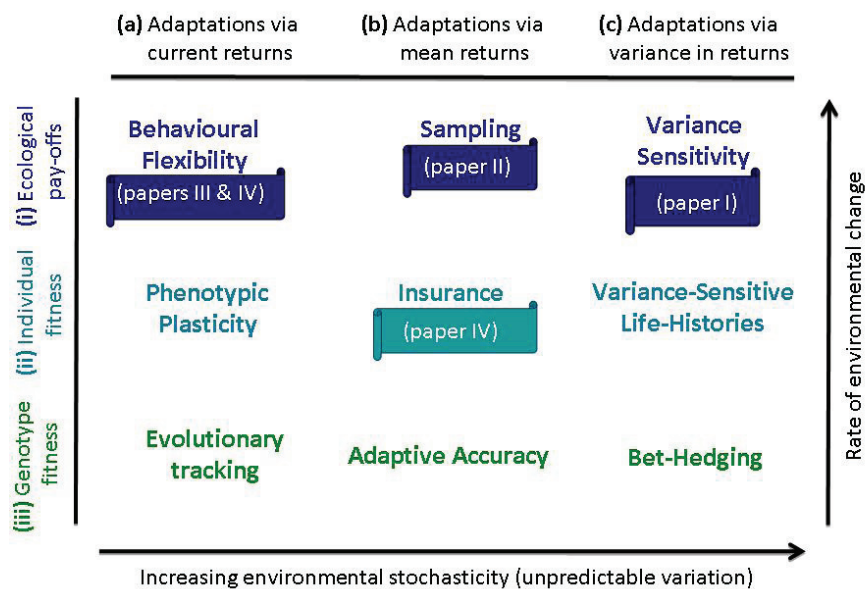 (a) Adaptations via
current returns
(b) Adaptations via
mean returns
(c) Adaptations via
variance in returns
(i) Ecological
pay-offs
Behavioural
Flexibility
(papers III & IV)
Sampling
(paper II)
Variance
Sensitivity
(paper I)
(ii) Individual
fitness
Phenotypic
Plasticity
Insurance
(paper IV)
Variance-Sensitive
Life-Histories
(iii) Genotype
fitness
Evolutionary
tracking
Adaptive Accuracy
Bet-Hedging
Rate of environmental change
Increasing environmental stochasticity (unpredictable variation)